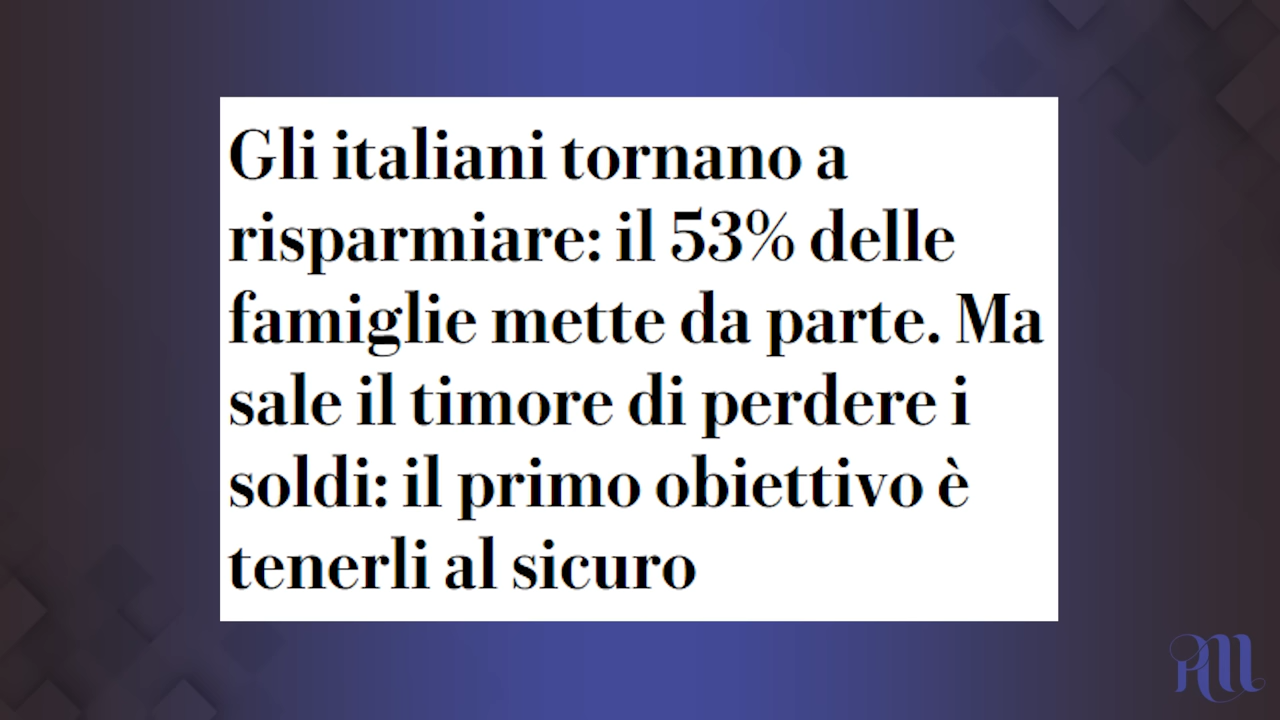 Gli italiani tornano a
risparmiare: il 53% delle
famiglie mette da parte. Ma
sale il timore di perdere i
soldi: il primo obiettivo è
tenerli al sicuro